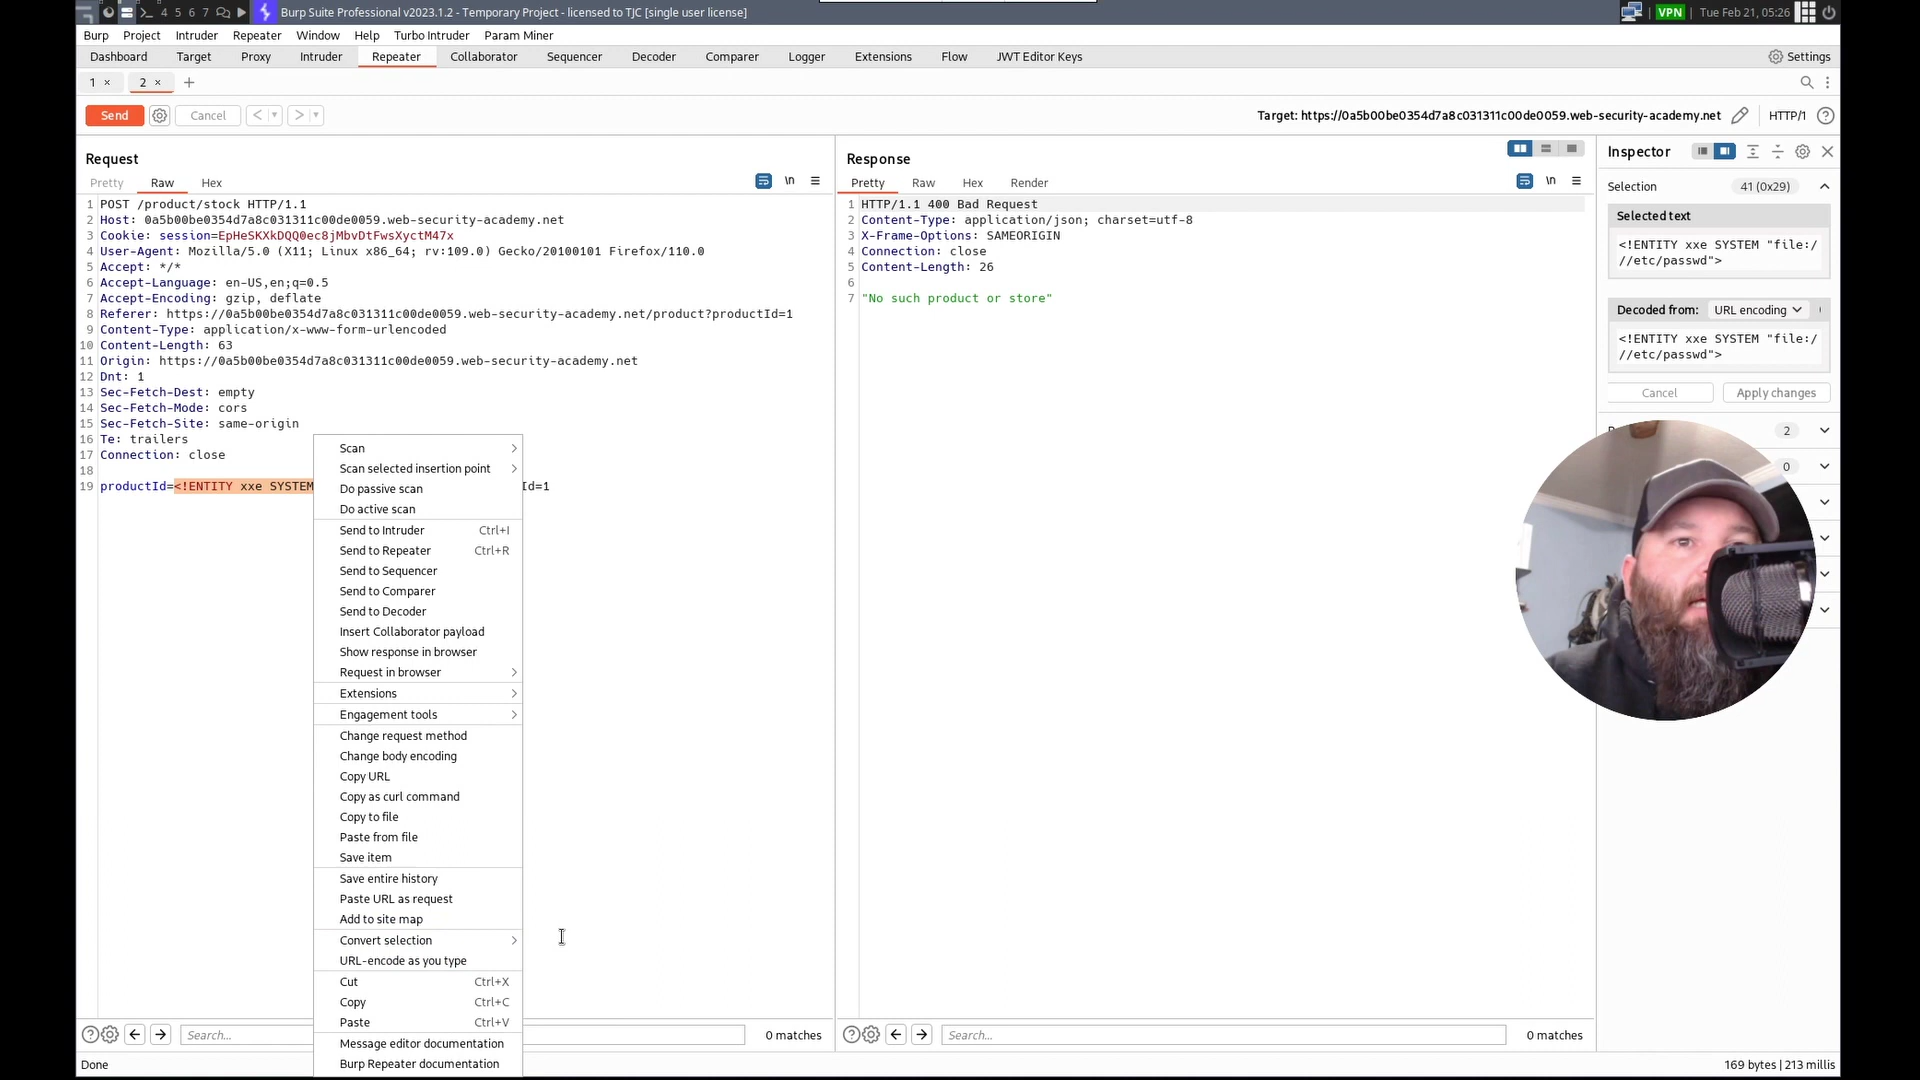 4 5 6 7
Burp Suite Professional v2023.1.2 - Temporary Project - licensed to TJC [single user license]
VPN
Tue Feb 21, 05:26
Burp Project Intruder Repeater Window Help Turbo Intruder Param Miner
Dashboard Target Proxy Intruder Repeater Collaborator Sequencer Decoder Comparer Logger Extensions Flow JWT Editor Keys
Settings
1 × 2 × +
Send Cancel < >
Target: https://0a5b00be0354d7a8c031311c00de0059.web-security-academy.net HTTP/1
Request
Pretty Raw Hex
\n
1 POST /product/stock HTTP/1.1
2 Host: 0a5b00be0354d7a8c031311c00de0059.web-security-academy.net
3 Cookie: session=EpHeSKXkDQQ0ec8jMbvDtFwsXyctM47x
4 User-Agent: Mozilla/5.0 (X11; Linux x86_64; rv:109.0) Gecko/20100101 Firefox/110.0
5 Accept: */*
6 Accept-Language: en-US,en;q=0.5
7 Accept-Encoding: gzip, deflate
8 Referer: https://0a5b00be0354d7a8c031311c00de0059.web-security-academy.net/product?productId=1
9 Content-Type: application/x-www-form-urlencoded
10 Content-Length: 63
11 Origin: https://0a5b00be0354d7a8c031311c00de0059.web-security-academy.net
12 Dnt: 1
13 Sec-Fetch-Dest: empty
14 Sec-Fetch-Mode: cors
15 Sec-Fetch-Site: same-origin
16 Te: trailers
17 Connection: close
18
19 productId=<!ENTITY xxe SYSTEM Id=1
Scan
Scan selected insertion point
Do passive scan
Do active scan
Send to Intruder Ctrl+I
Send to Repeater Ctrl+R
Send to Sequencer
Send to Comparer
Send to Decoder
Insert Collaborator payload
Show response in browser
Request in browser
Extensions
Engagement tools
Change request method
Change body encoding
Copy URL
Copy as curl command
Copy to file
Paste from file
Save item
Save entire history
Paste URL as request
Add to site map
Convert selection
URL-encode as you type
Cut Ctrl+X
Copy Ctrl+C
Paste Ctrl+V
Message editor documentation
Burp Repeater documentation
Search... 0 matches
Response
Pretty Raw Hex Render
\n
1 HTTP/1.1 400 Bad Request
2 Content-Type: application/json; charset=utf-8
3 X-Frame-Options: SAMEORIGIN
4 Connection: close
5 Content-Length: 26
6
7 "No such product or store"
Search... 0 matches
Inspector
Selection 41 (0x29)
Selected text
<!ENTITY xxe SYSTEM "file:/
//etc/passwd">
Decoded from: URL encoding
<!ENTITY xxe SYSTEM "file:/
//etc/passwd">
Cancel Apply changes
2
0
Done
169 bytes | 213 millis